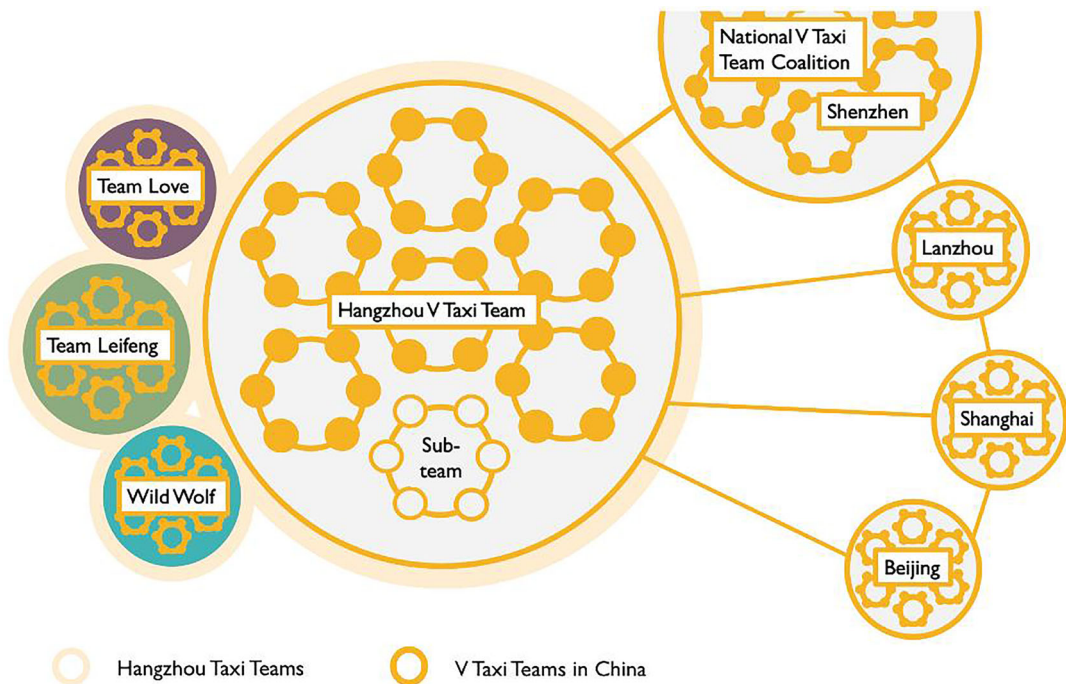 National V Taxi
Team Coalition
Shenzhen
Team Love
Lanzhou
Hangzhou V Taxi Team
Team Leifeng
Shanghai
Sub-
team
Wild Wolf
Beijing
Hangzhou Taxi Teams
V Taxi Teams in China